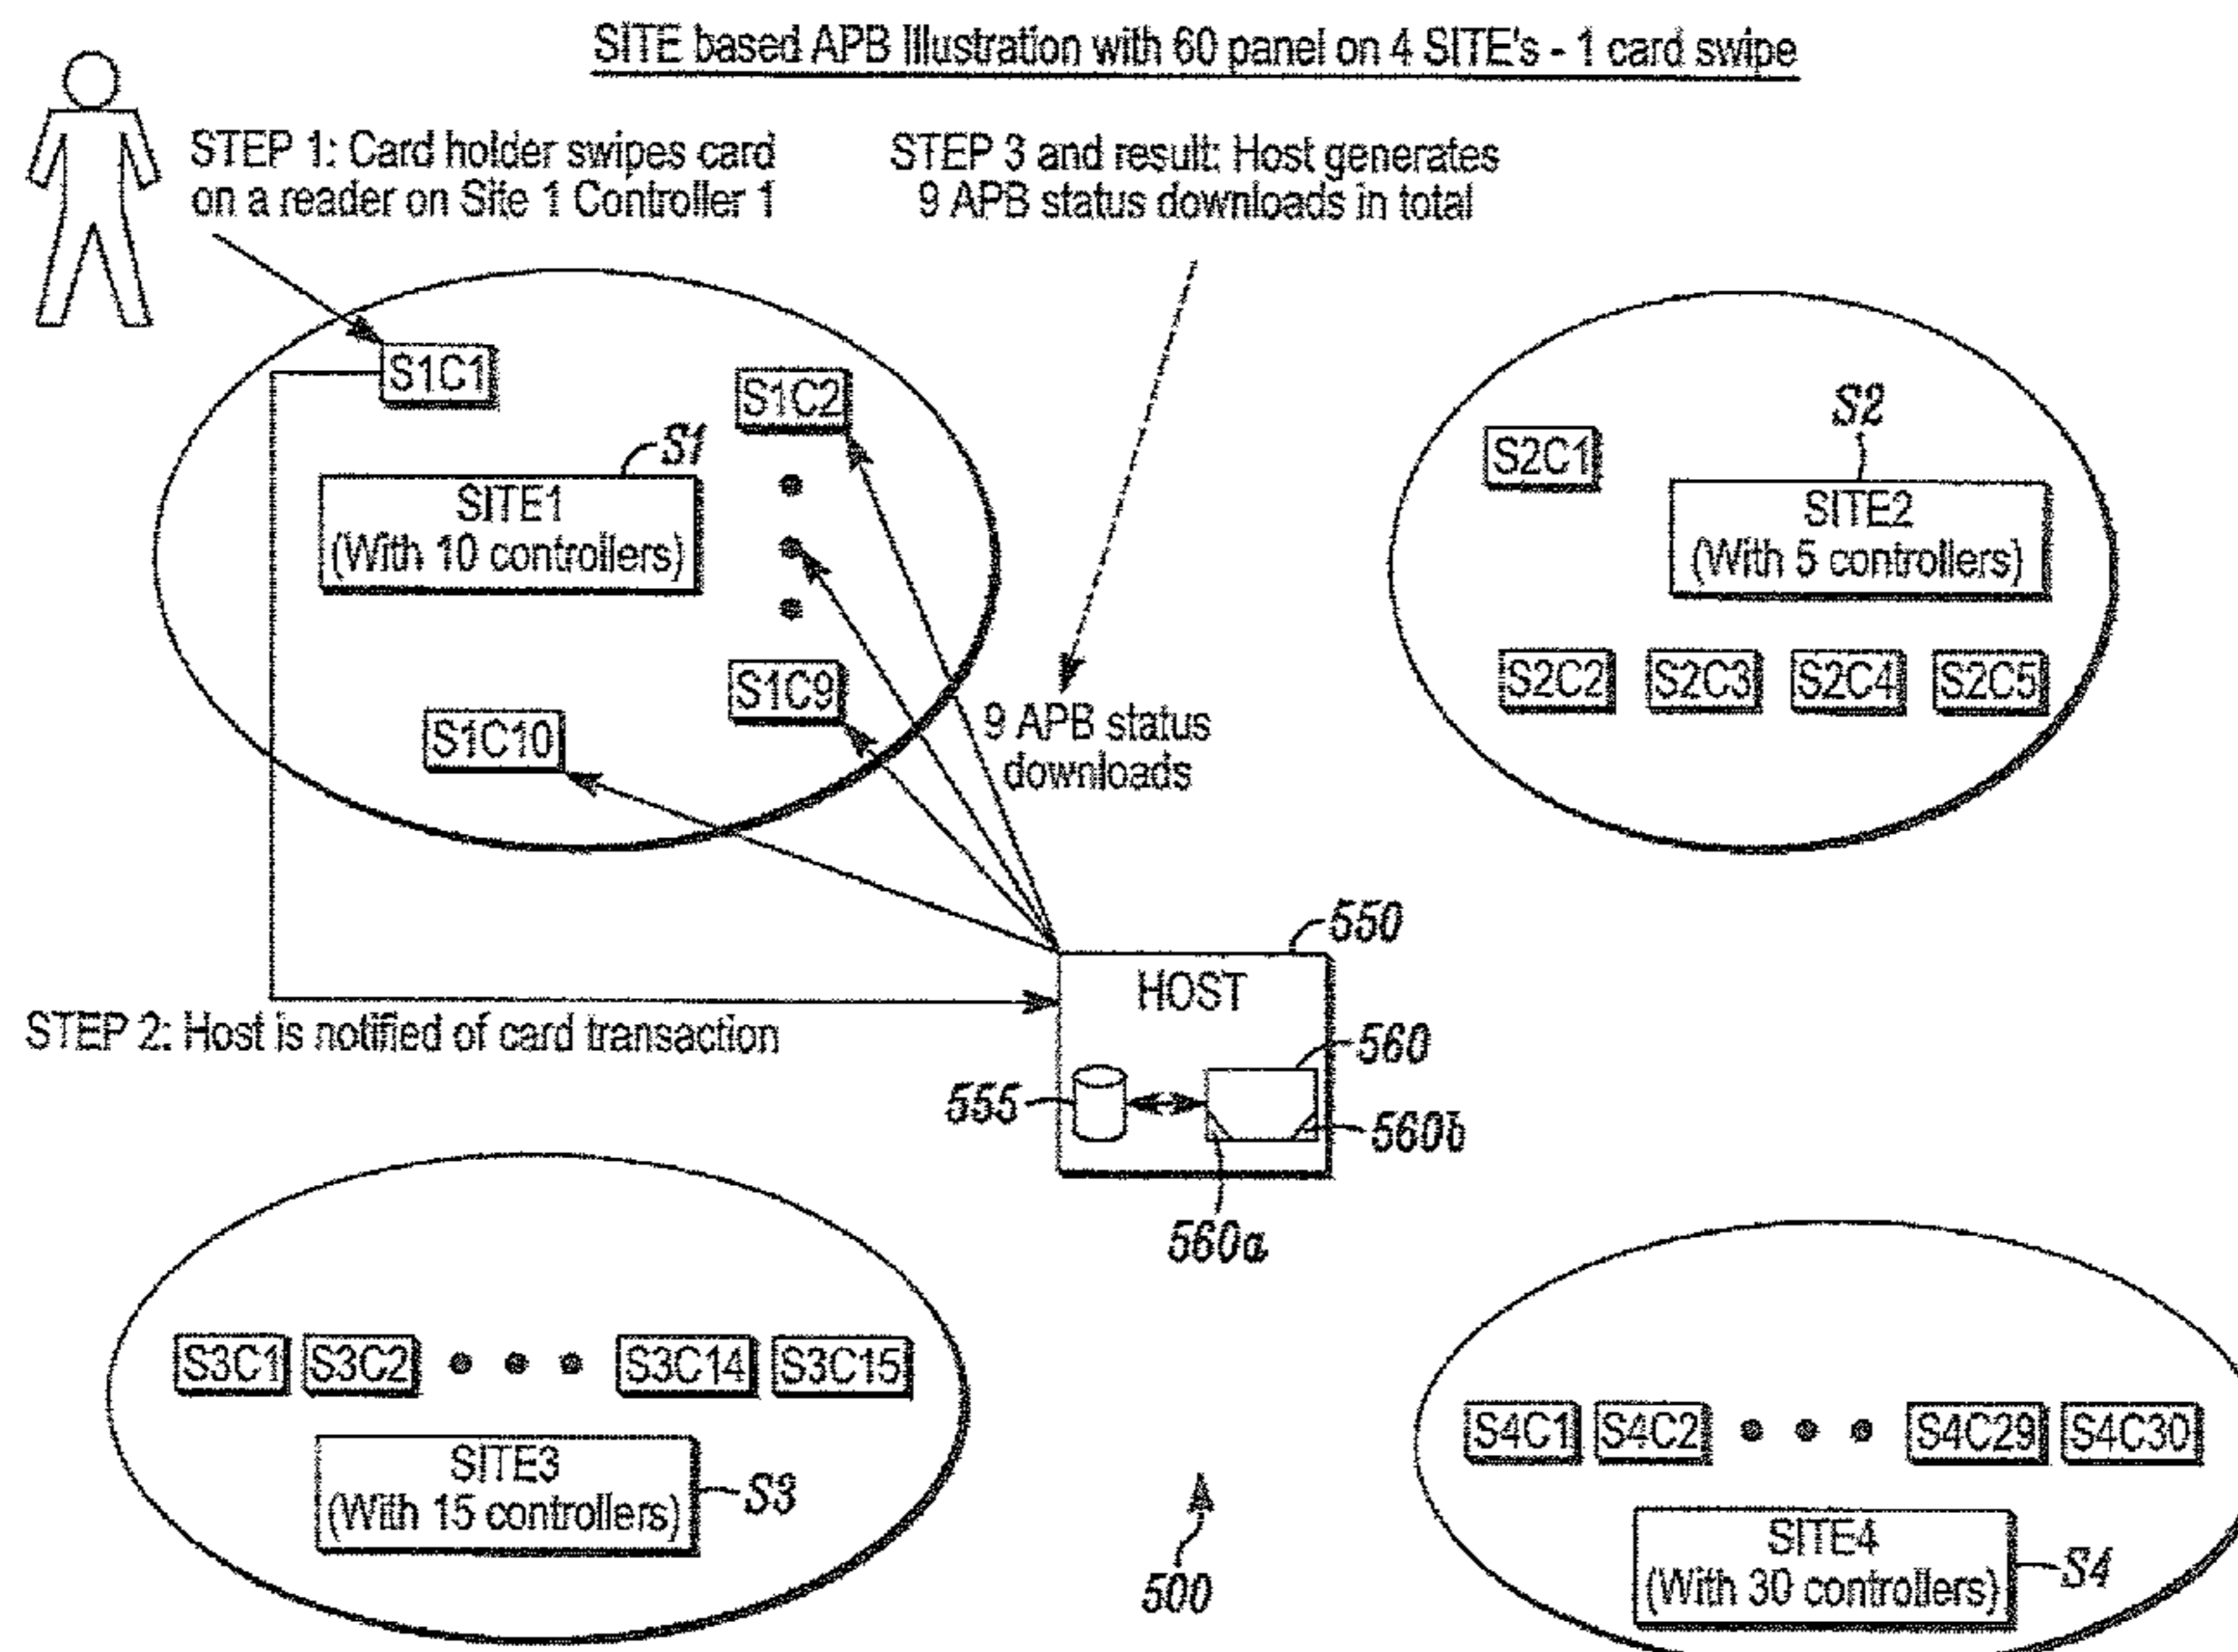 SITE based APB Illustration with 60 panel on 4 SITE's - 1 card swipe
STEP 1: Card holder swipes card
on a reader on Site 1 Controller 1
STEP 3 and result: Host generates
9 APB status downloads in total
S1C1
S1C2
S1
SITE1
(With 10 controllers)
S1C9
S1C10
9 APB status
downloads
S2C1
S2
SITE2
(With 5 controllers)
S2C2 S2C3 S2C4 S2C5
550
HOST
STEP 2: Host is notified of card transaction
560
555
560b
560a
S3C1 S3C2 S3C14 S3C15
SITE3
(With 15 controllers)
S3
S4C1 S4C2 S4C29 S4C30
SITE4
(With 30 controllers)
S4
500